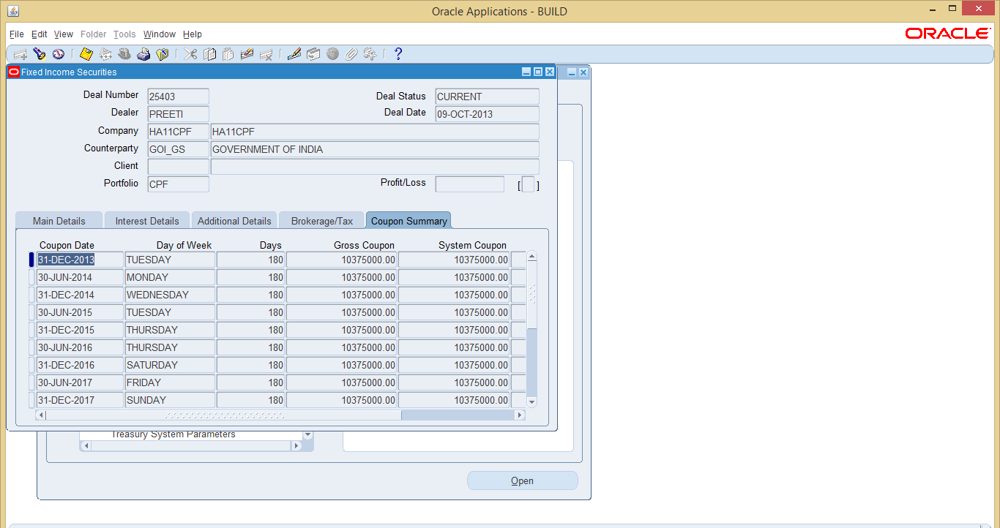 Oracle Applications - BUILD
File Edit View Folder Tools Window Help
ORACLE
Fixed Income Securities
Deal Number 25403 Deal Status CURRENT
Dealer PREETI Deal Date 09-OCT-2013
Company HA11CPF HA11CPF
Counterparty GOI_GS GOVERNMENT OF INDIA
Client
Portfolio CPF Profit/Loss [ ]
Main Details Interest Details Additional Details Brokerage/Tax Coupon Summary
Coupon Date Day of Week Days Gross Coupon System Coupon
31-DEC-2013 TUESDAY 180 10375000.00 10375000.00
30-JUN-2014 MONDAY 180 10375000.00 10375000.00
31-DEC-2014 WEDNESDAY 180 10375000.00 10375000.00
30-JUN-2015 TUESDAY 180 10375000.00 10375000.00
31-DEC-2015 THURSDAY 180 10375000.00 10375000.00
30-JUN-2016 THURSDAY 180 10375000.00 10375000.00
31-DEC-2016 SATURDAY 180 10375000.00 10375000.00
30-JUN-2017 FRIDAY 180 10375000.00 10375000.00
31-DEC-2017 SUNDAY 180 10375000.00 10375000.00
Treasury System Parameters
Open